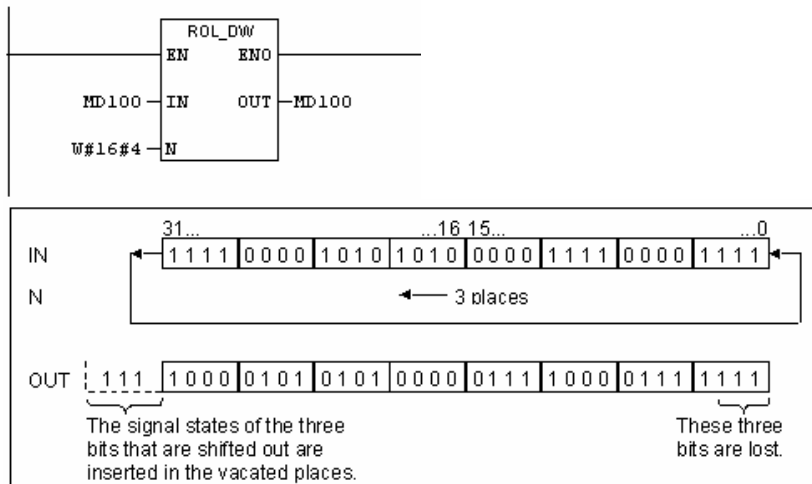 ROL_DW
EN ENO
MD100 IN OUT MD100
W#16#4 N
31... ...16 15... ...0
IN 1111 0000 1010 1010 0000 1111 0000 1111
N 3 places
OUT 111 1000 0101 0101 0000 0111 1000 0111 1111
The signal states of the three These three
bits that are shifted out are bits are lost.
inserted in the vacated places.